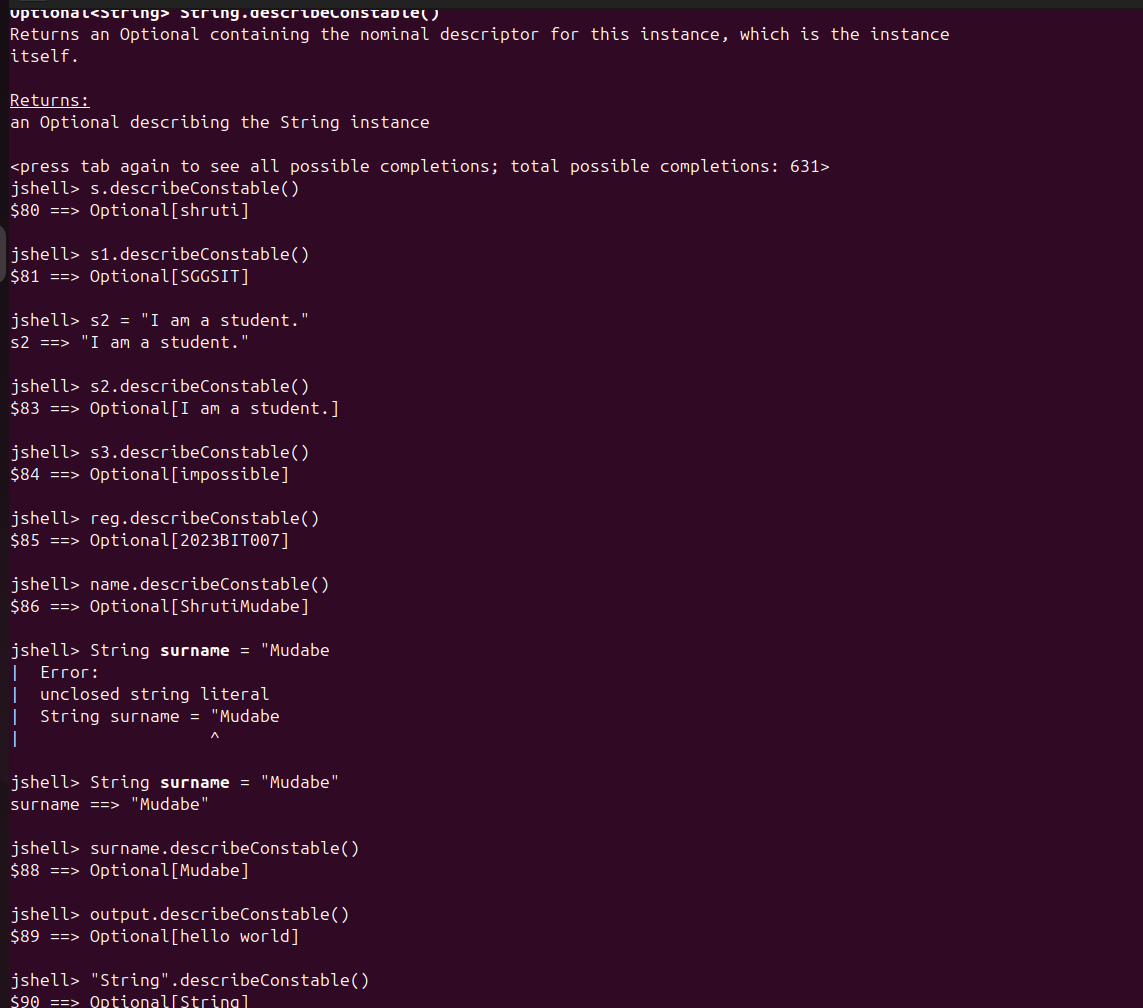 Optional<String> String.describeConstable()
Returns an Optional containing the nominal descriptor for this instance, which is the instance
itself.
Returns:
an Optional describing the String instance
<press tab again to see all possible completions; total possible completions: 631>
jshell> s.describeConstable()
$80 ==> Optional[shruti]
jshell> s1.describeConstable()
$81 ==> Optional[SGGSIT]
jshell> s2 = "I am a student."
s2 ==> "I am a student."
jshell> s2.describeConstable()
$83 ==> Optional[I am a student.]
jshell> s3.describeConstable()
$84 ==> Optional[impossible]
jshell> reg.describeConstable()
$85 ==> Optional[2023BIT007]
jshell> name.describeConstable()
$86 ==> Optional[ShrutiMudabe]
jshell> String surname = "Mudabe
|  Error:
|  unclosed string literal
|  String surname = "Mudabe
|                   ^
jshell> String surname = "Mudabe"
surname ==> "Mudabe"
jshell> surname.describeConstable()
$88 ==> Optional[Mudabe]
jshell> output.describeConstable()
$89 ==> Optional[hello world]
jshell> "String".describeConstable()
$90 ==> Optional[String]